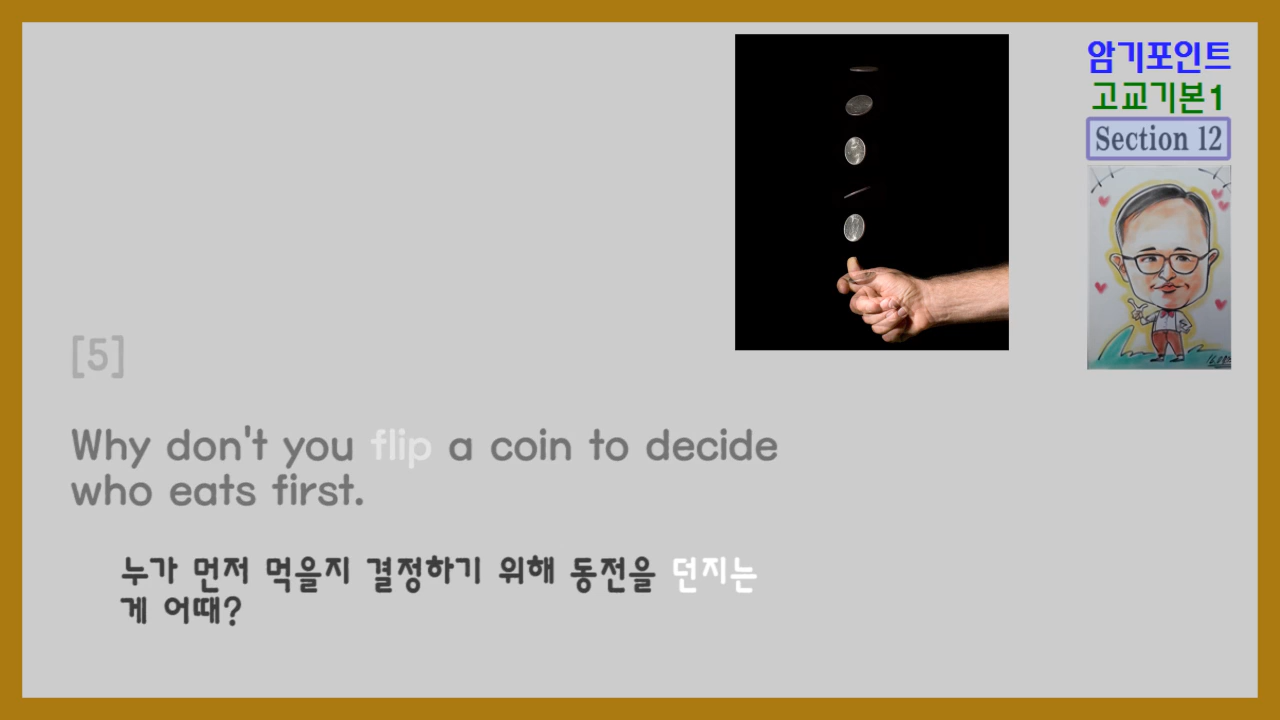 암기포인트
고교기본1
Section 12
[5]
Why don't you flip a coin to decide
who eats first.
누가 먼저 먹을지 결정하기 위해 동전을 던지는
게 어때?